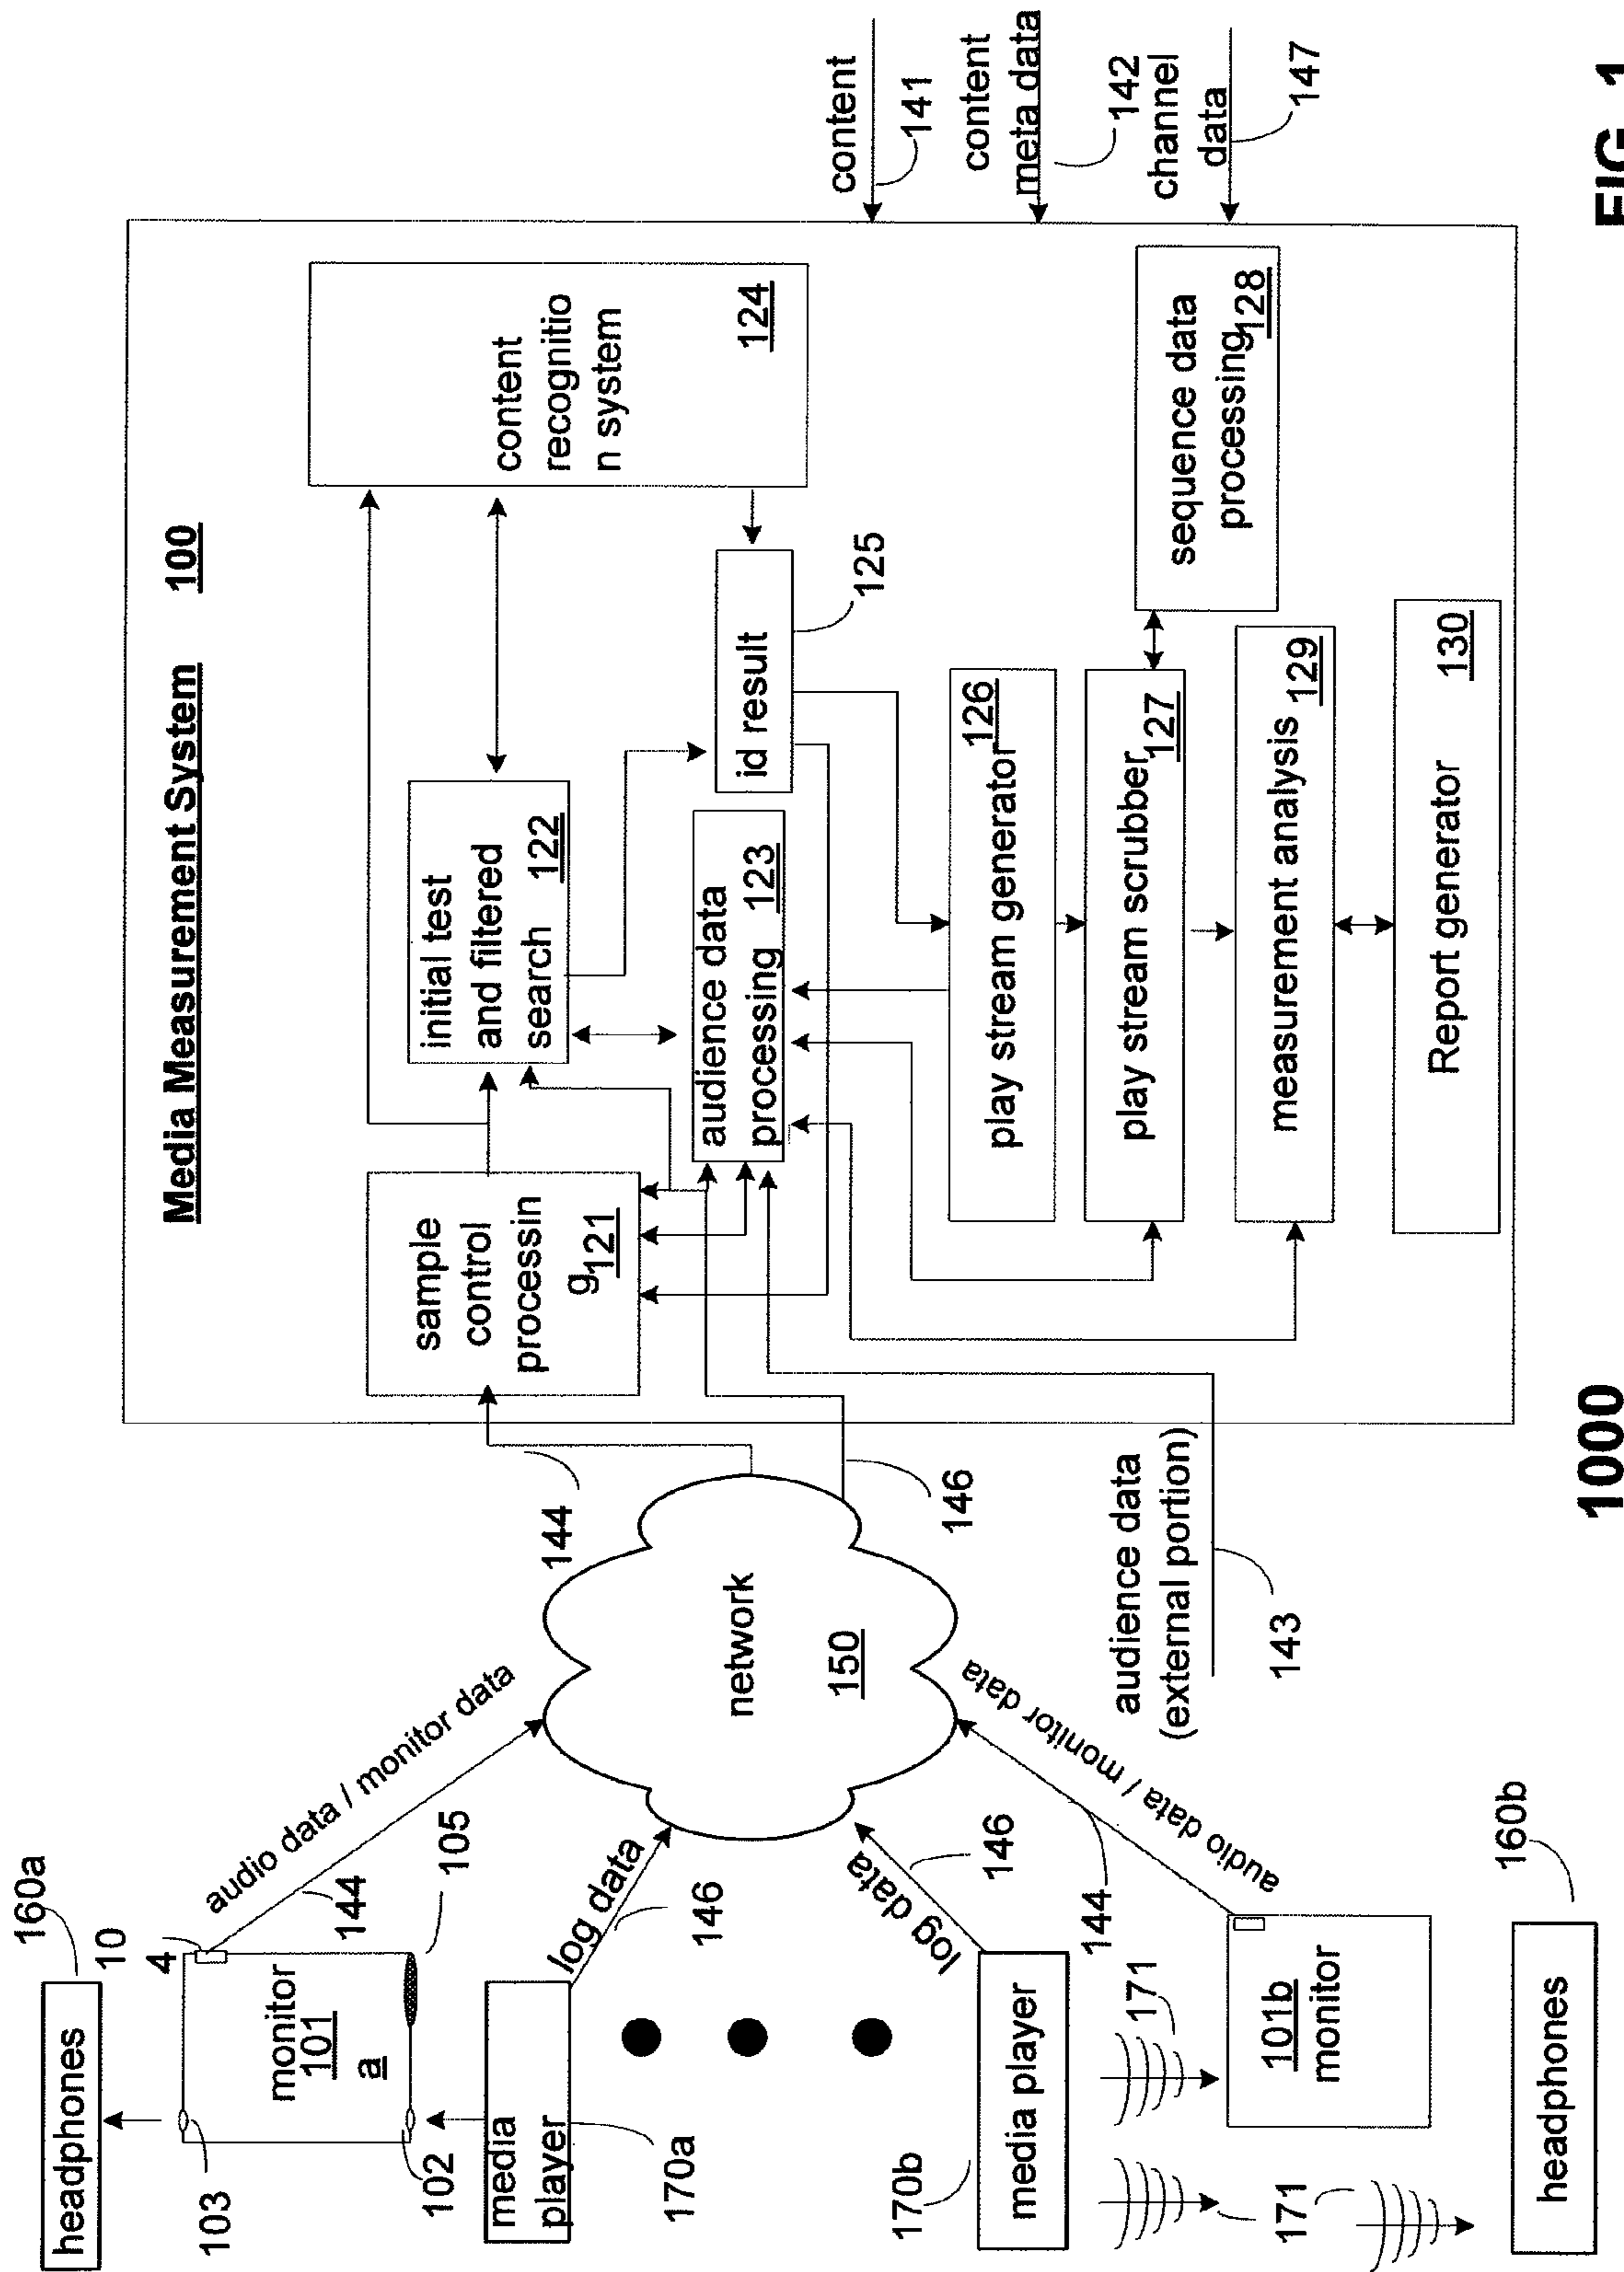 Media Measurement System 100
headphones
160a
103
10
4
monitor
101
a
102
105
144
audio data / monitor data
media
player
170a
log data
146
network
150
144
146
audience data
(external portion)
143
media player
170b
log data
146
144
audio data / monitor data
171
171
101b
monitor
headphones
160b
sample
control
processin
g121
initial test
and filtered
search 122
audience data
processing 123
content
recognitio
n system
124
id result
125
play stream generator
126
play stream scrubber
127
sequence data
processing
128
measurement analysis
129
Report generator
130
content
141
content
meta data
142
channel
data
147
1000
FIG. 1